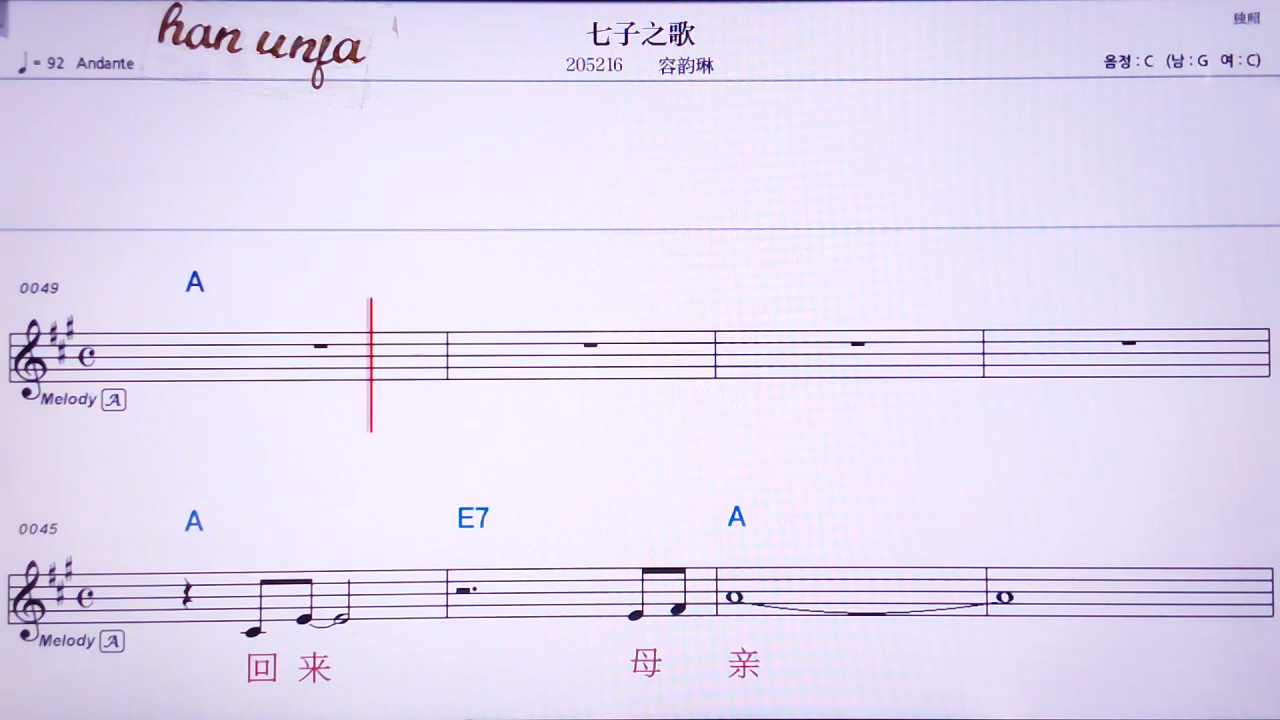 han unfa
七子之歌
独照
♩= 92 Andante
205216 容韵琳
음정 : C (남 : G 여 : C)
0049
A
Melody A
0045
A E7 A
Melody A
回 来 母 亲